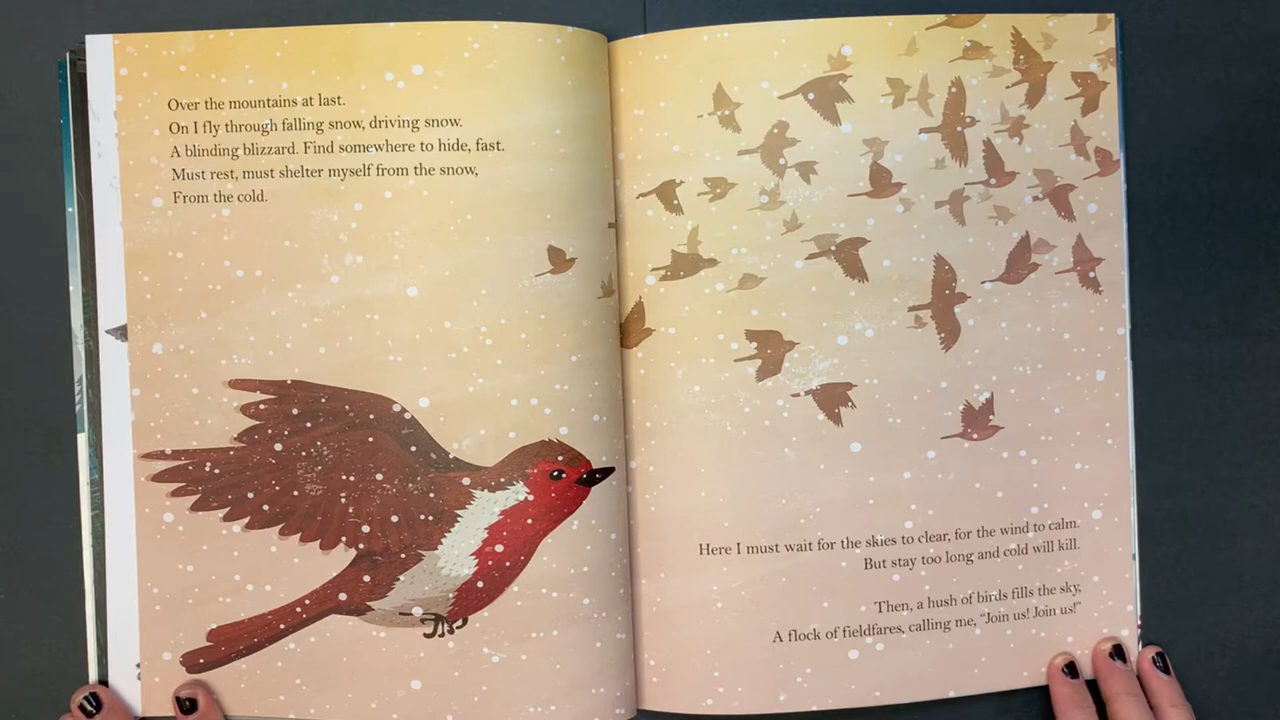 Over the mountains at last.
On I fly through falling snow, driving snow.
A blinding blizzard. Find somewhere to hide, fast.
Must rest, must shelter myself from the snow,
From the cold.
Here I must wait for the skies to clear, for the wind to calm.
But stay too long and cold will kill.
Then, a hush of birds fills the sky,
A flock of fieldfares, calling me, “Join us! Join us!”